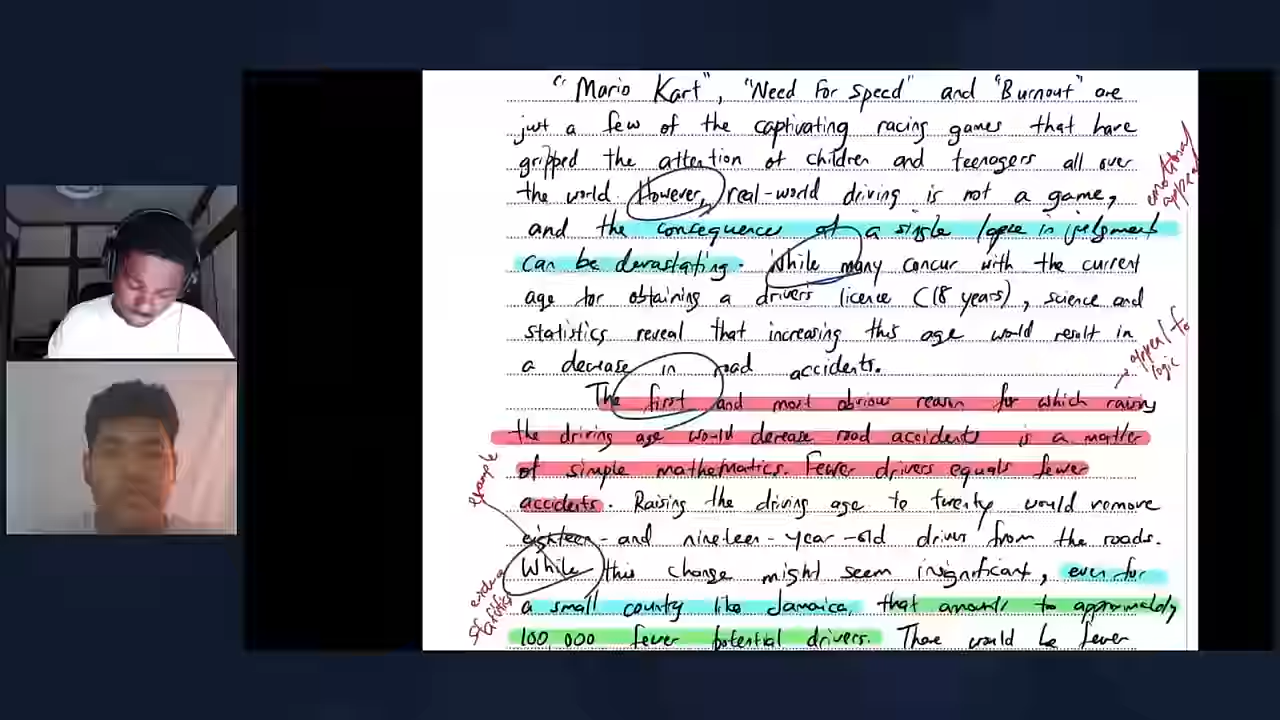 "Mario Kart", "Need For Speed" and "Burnout" are
just a few of the captivating racing games that have
gripped the attention of children and teenagers all over
the world. However, real-world driving is not a game,
and the consequences of a single lapse in judgment
can be devastating. While many concur with the current
age for obtaining a drivers licence (18 years), science and
statistics reveal that increasing this age would result in
a decrease in road accidents.
The first and most obvious reason for which raising
the driving age would decrease road accidents is a matter
of simple mathematics. Fewer drivers equals fewer
accidents. Raising the driving age to twenty would remove
eighteen-and nineteen-year-old drivers from the roads.
While this change might seem insignificant, even for
a small country like Jamaica, that amounts to approximately
100,000 fewer potential drivers. There would be fewer
emotional
appeal
→ appeal to
logic
example
evidence
statistics